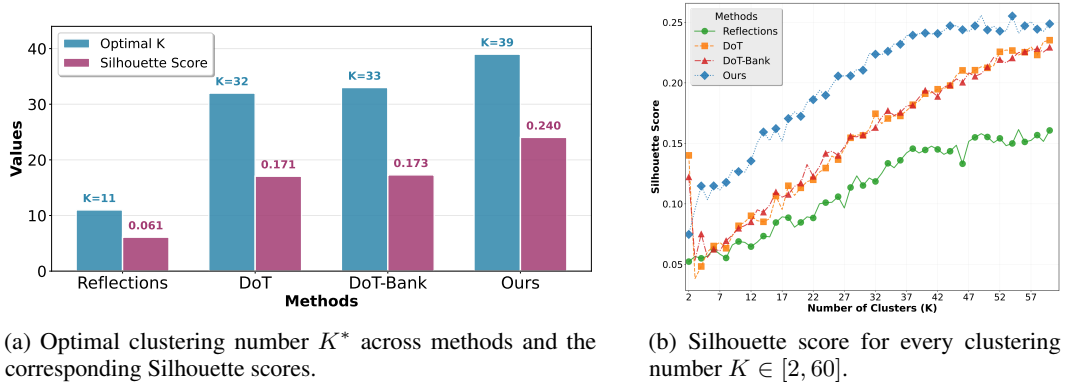 Optimal K
Silhouette Score
K=11
0.061
K=32
0.171
K=33
0.173
K=39
0.240
Values
40
30
20
10
0
Reflections DoT DoT-Bank Ours
Methods
(a) Optimal clustering number K* across methods and the
corresponding Silhouette scores.
Methods
Reflections
DoT
DoT-Bank
Ours
Silhouette Score
0.25
0.20
0.15
0.10
0.05
2 7 12 17 22 27 32 37 42 47 52 57
Number of Clusters (K)
(b) Silhouette score for every clustering
number K ∈ [2, 60].